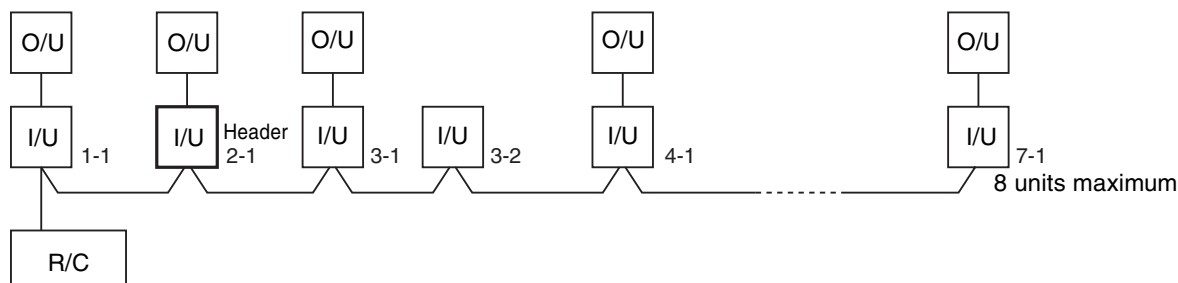 O/U O/U O/U O/U O/U
I/U 1-1 I/U Header 2-1 I/U 3-1 I/U 3-2 I/U 4-1 I/U 7-1
8 units maximum
R/C